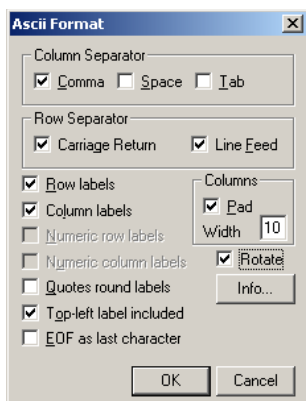 Ascii Format
Column Separator
Comma Space Tab
Row Separator
Carriage Return Line Feed
Row labels
Column labels
Numeric row labels
Numeric column labels
Quotes round labels
Top-left label included
EOF as last character
Columns
Pad
Width 10
Rotate
Info...
OK Cancel